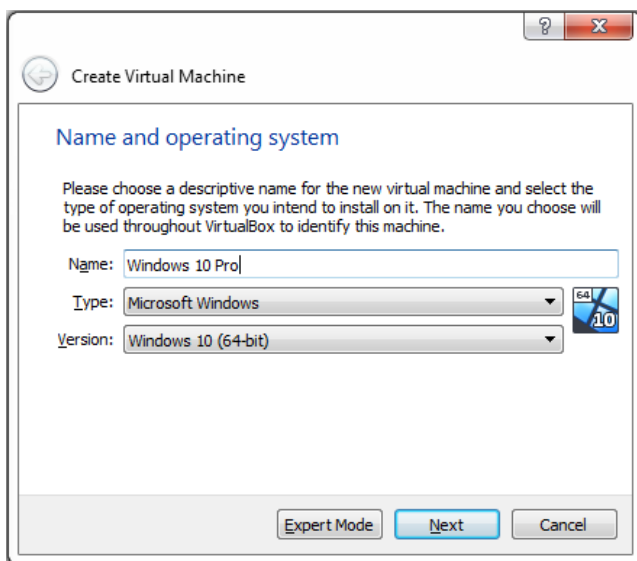 ?
X
Create Virtual Machine
Name and operating system
Please choose a descriptive name for the new virtual machine and select the
type of operating system you intend to install on it. The name you choose will
be used throughout VirtualBox to identify this machine.
Name: Windows 10 Pro
Type: Microsoft Windows
64
10
Version: Windows 10 (64-bit)
Expert Mode Next Cancel